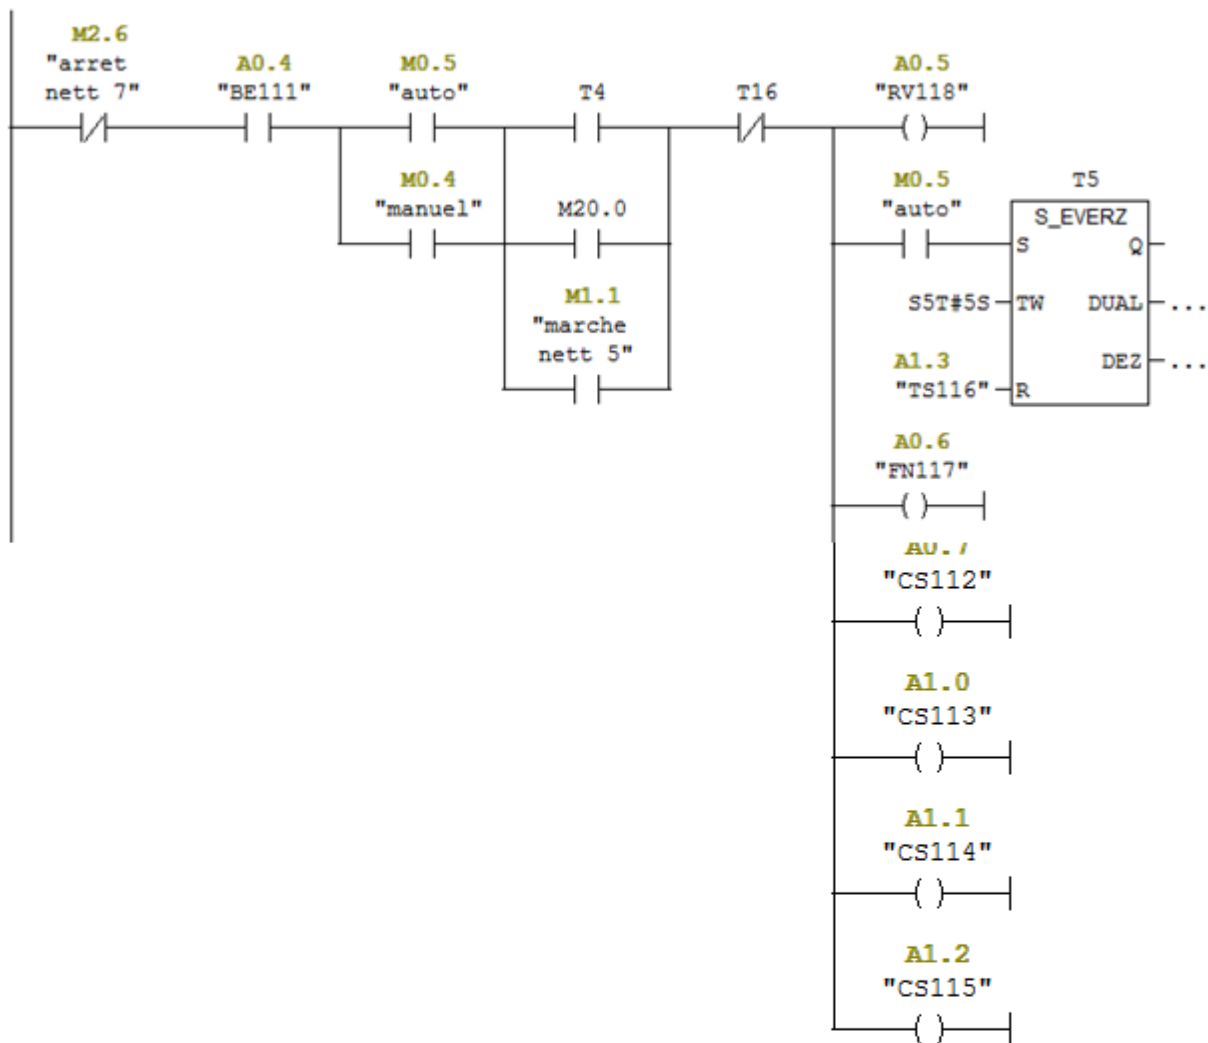 M2.6
"arret
nett 7"
A0.4
"BE111"
M0.5
"auto"
T4
T16
A0.5
"RV118"
M0.4
"manuel"
M20.0
M1.1
"marche
nett 5"
M0.5
"auto"
T5
S_EVERZ
S
Q
S5T#5S
TW
DUAL
...
A1.3
"TS116"
R
DEZ
...
A0.6
"FN117"
A0.7
"CS112"
A1.0
"CS113"
A1.1
"CS114"
A1.2
"CS115"